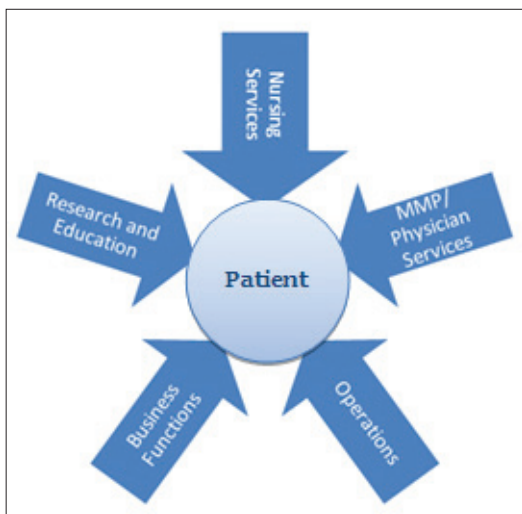 Nursing
Services
MMP/
Physician
Services
Research and
Education
Patient
Business
Functions
Operations